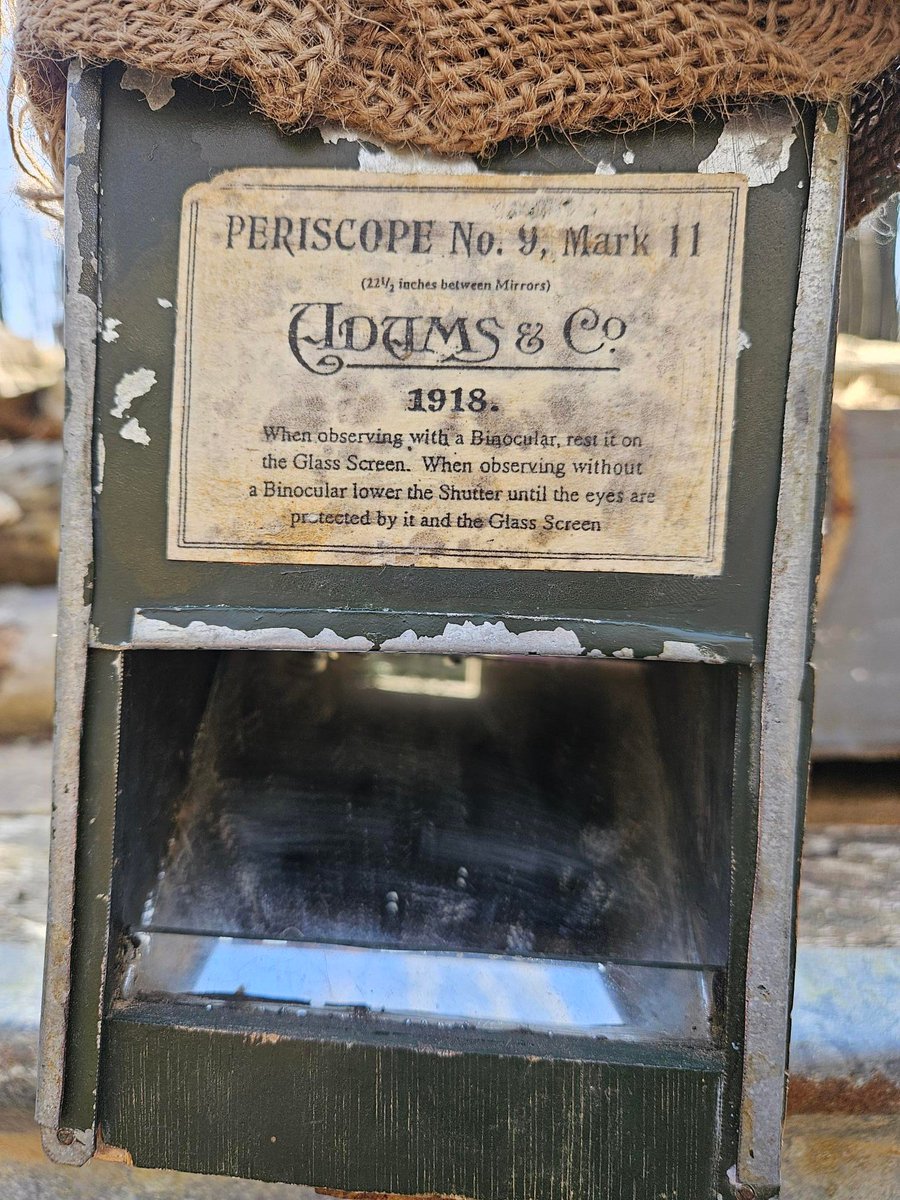 PERISCOPE No. 9, Mark 11
(22½ inches between Mirrors)
ADAMS & Co.
1918.
When observing with a Binocular, rest it on
the Glass Screen. When observing without
a Binocular lower the Shutter until the eyes are
protected by it and the Glass Screen